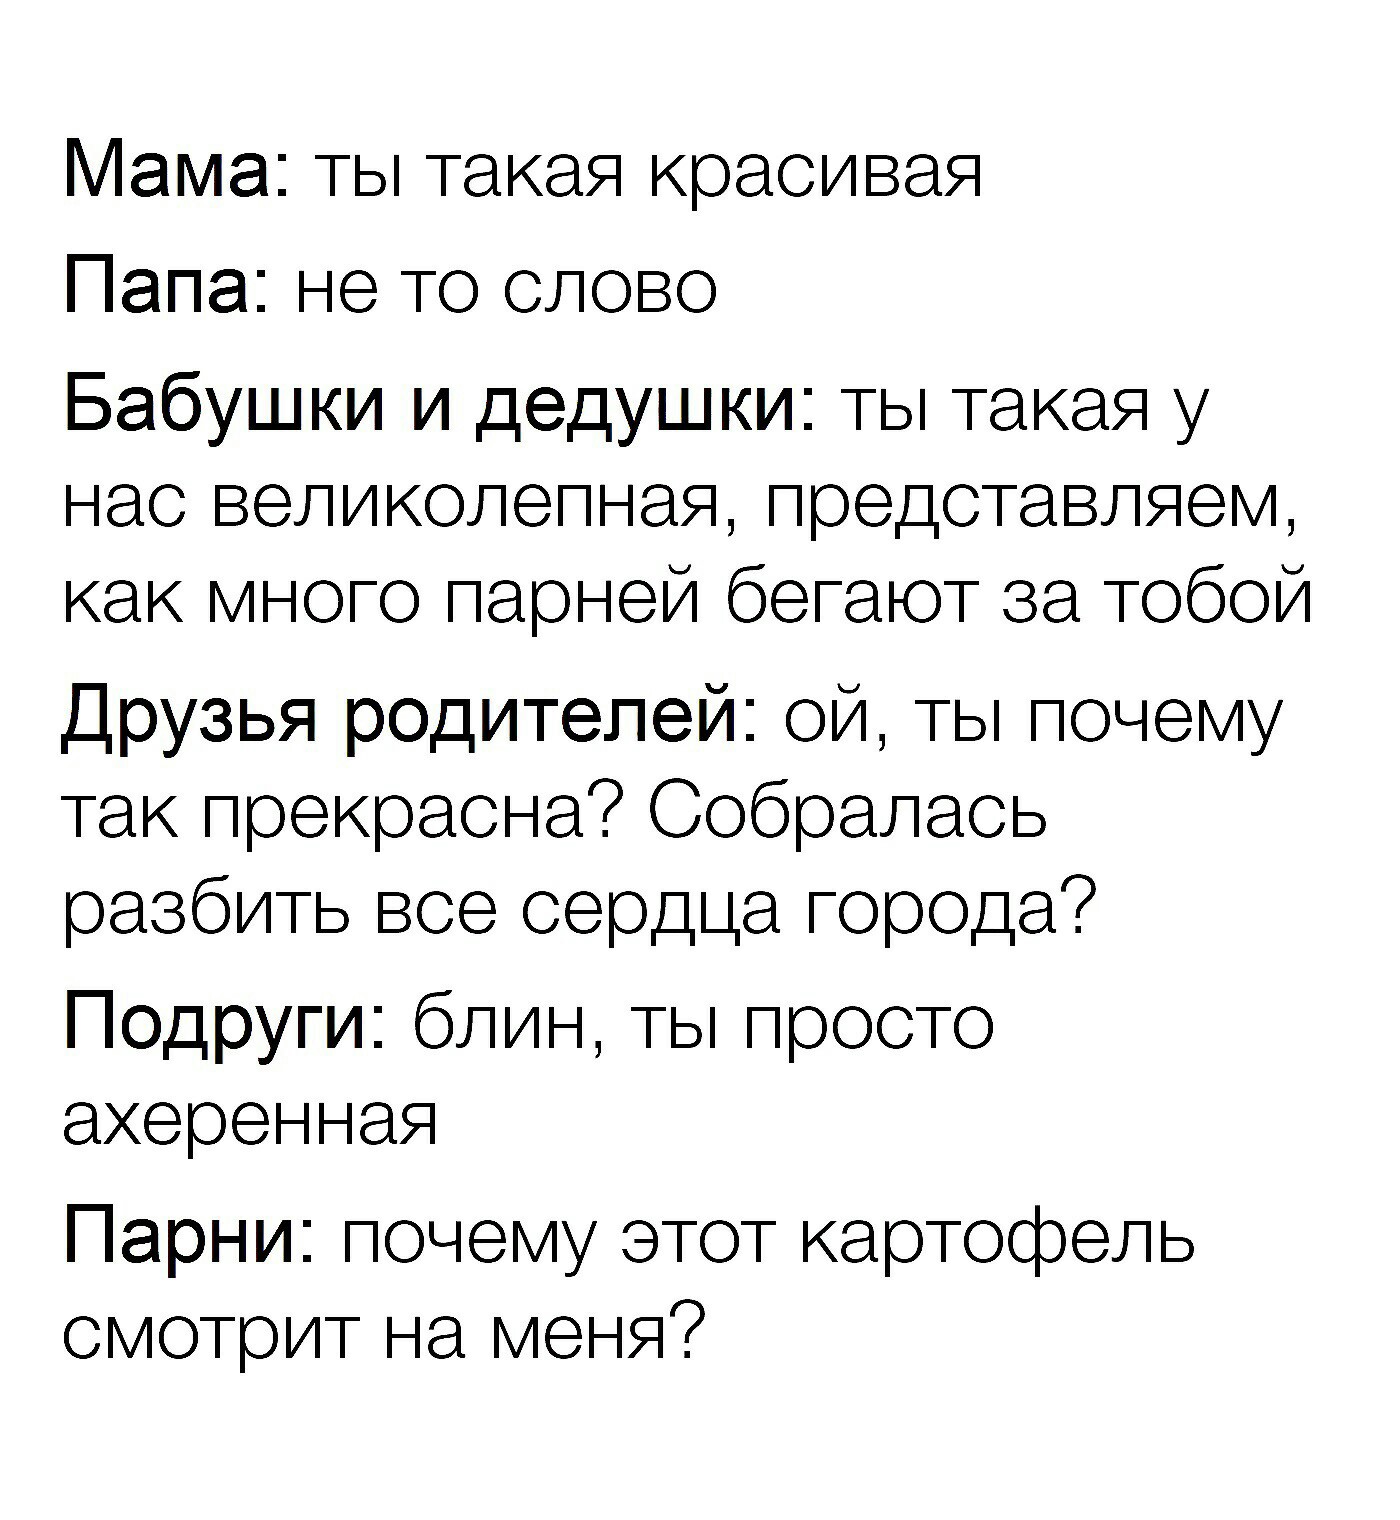 Мама: ты такая красивая
Папа: не то слово
Бабушки и дедушки: ты такая у
нас великолепная, представляем,
как много парней бегают за тобой
Друзья родителей: ой, ты почему
так прекрасна? Собралась
разбить все сердца города?
Подруги: блин, ты просто
ахеренная
Парни: почему этот картофель
смотрит на меня?